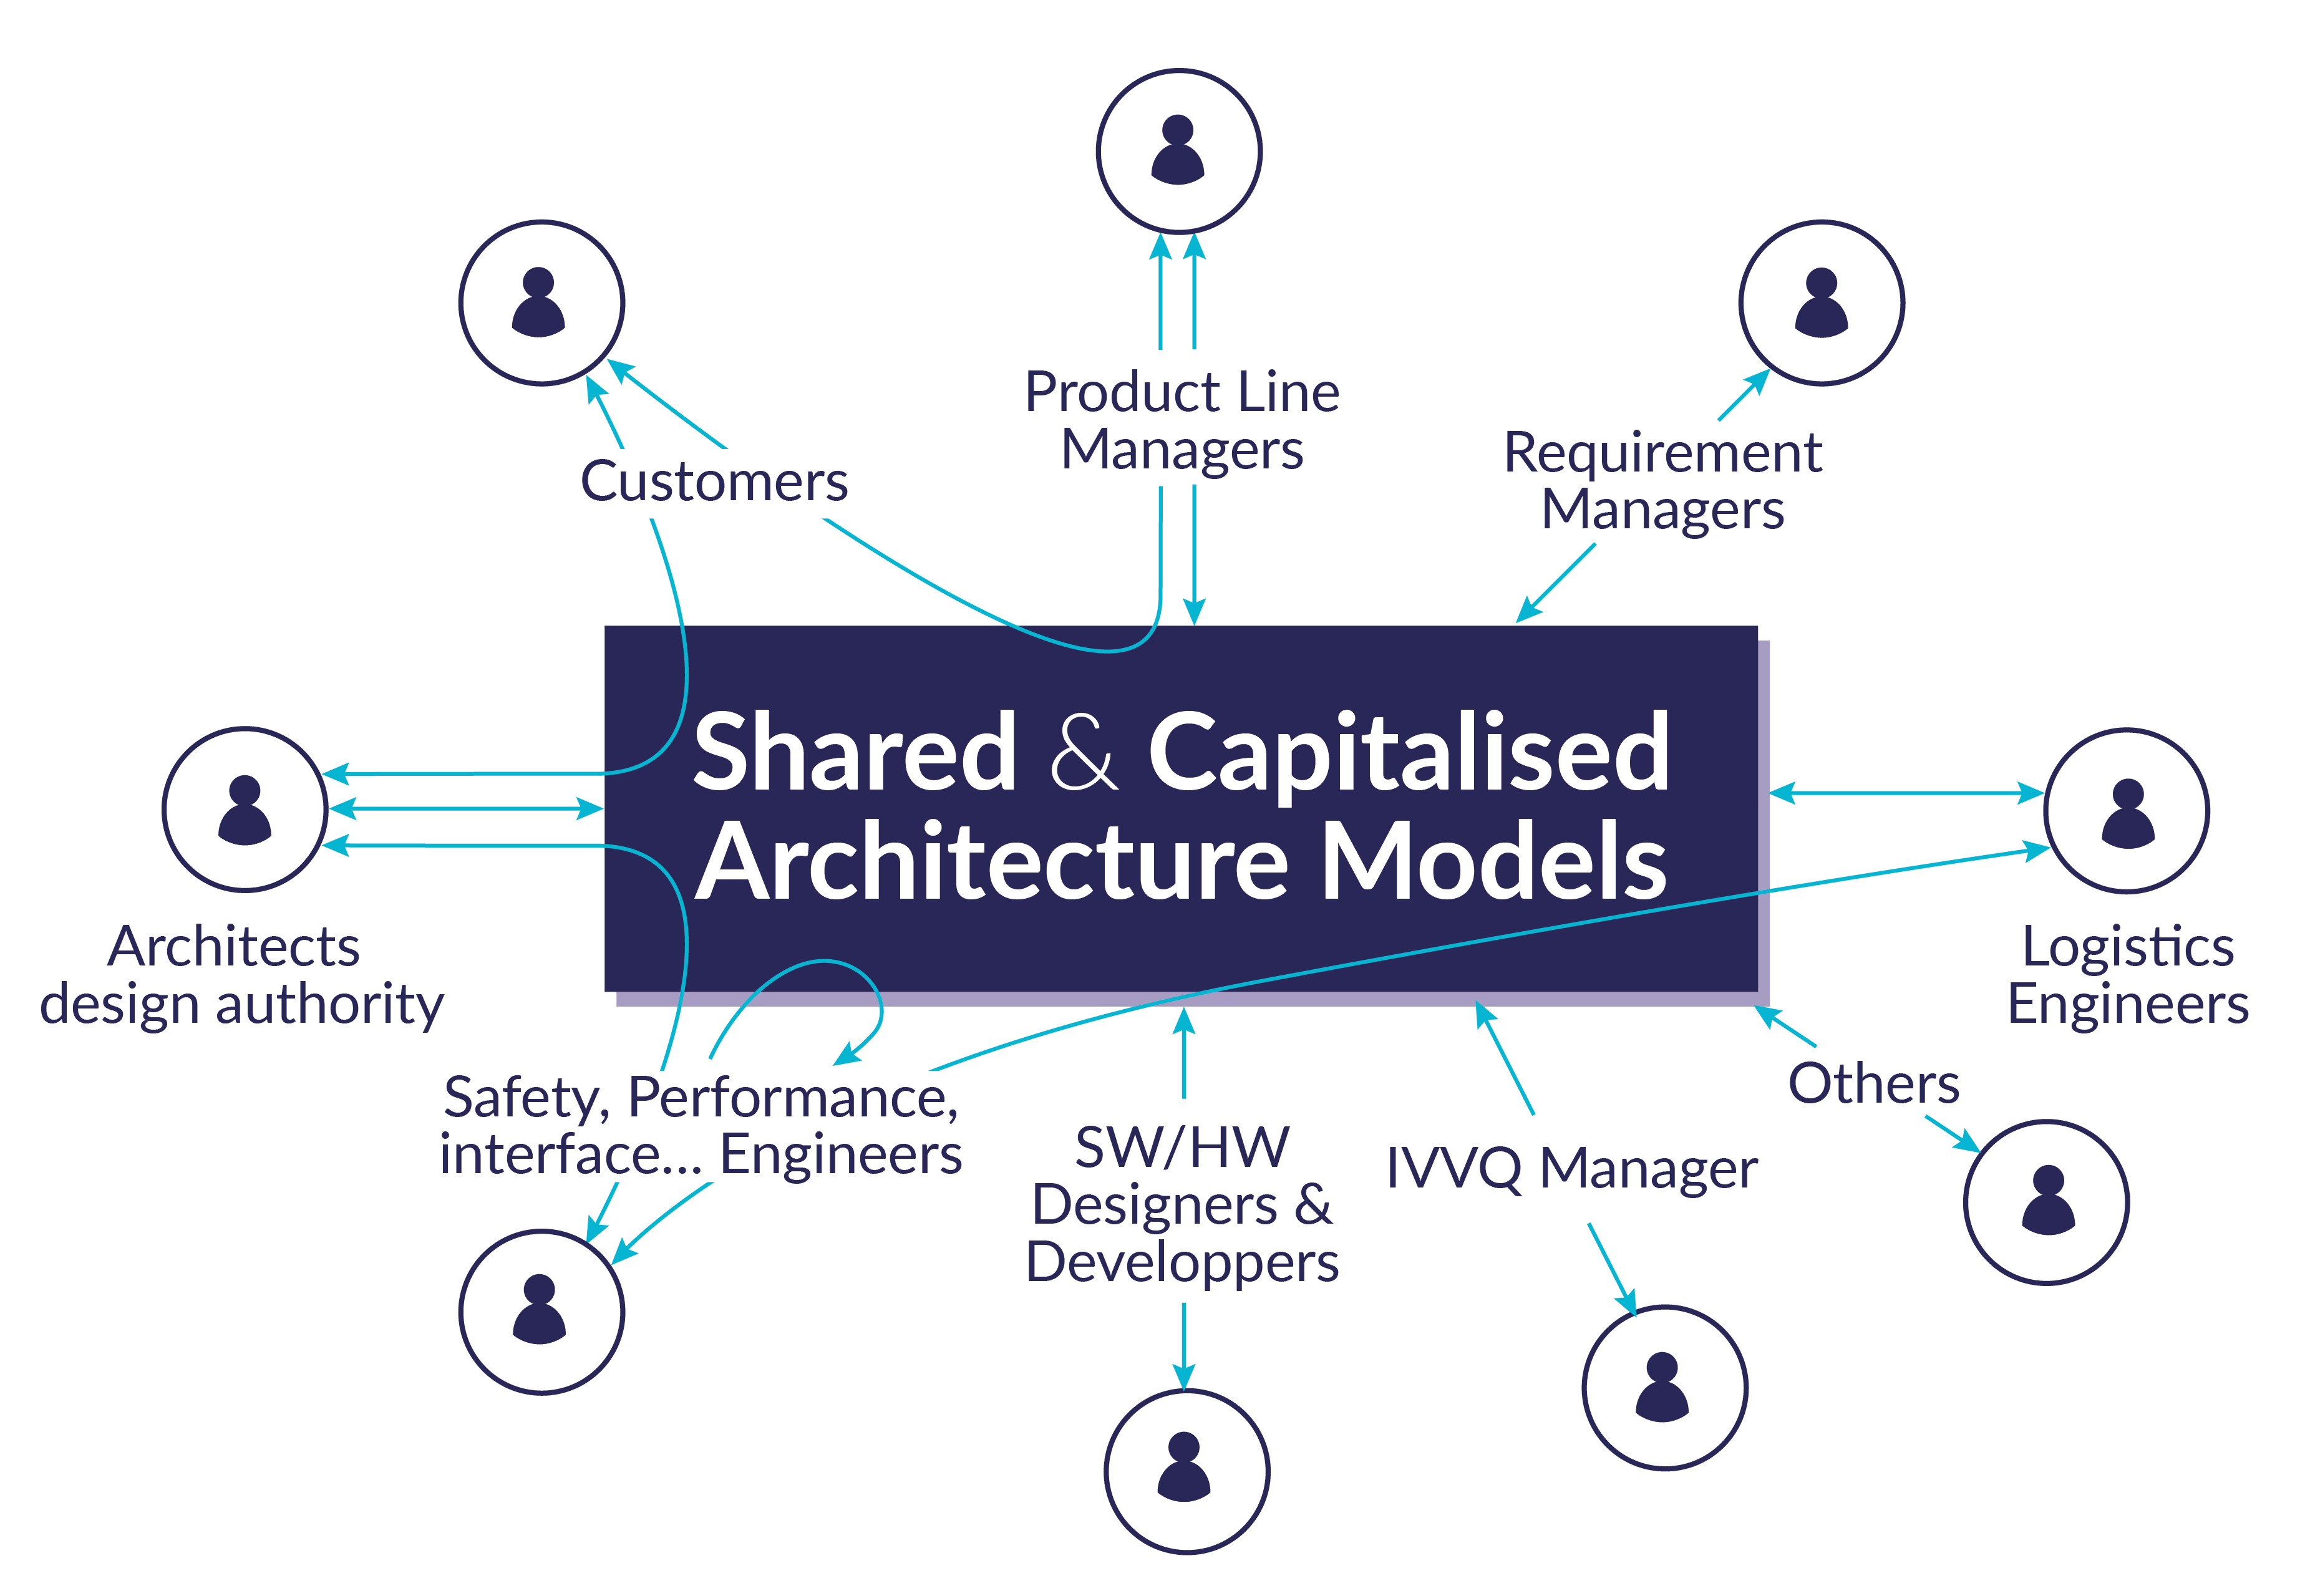 Product Line
Managers
Customers
Requirement
Managers
Shared & Capitalised
Architecture Models
Architects
design authority
Logistics
Engineers
Safety, Performance,
interface... Engineers
SW/HW
Designers &
Developpers
IVVQ Manager
Others